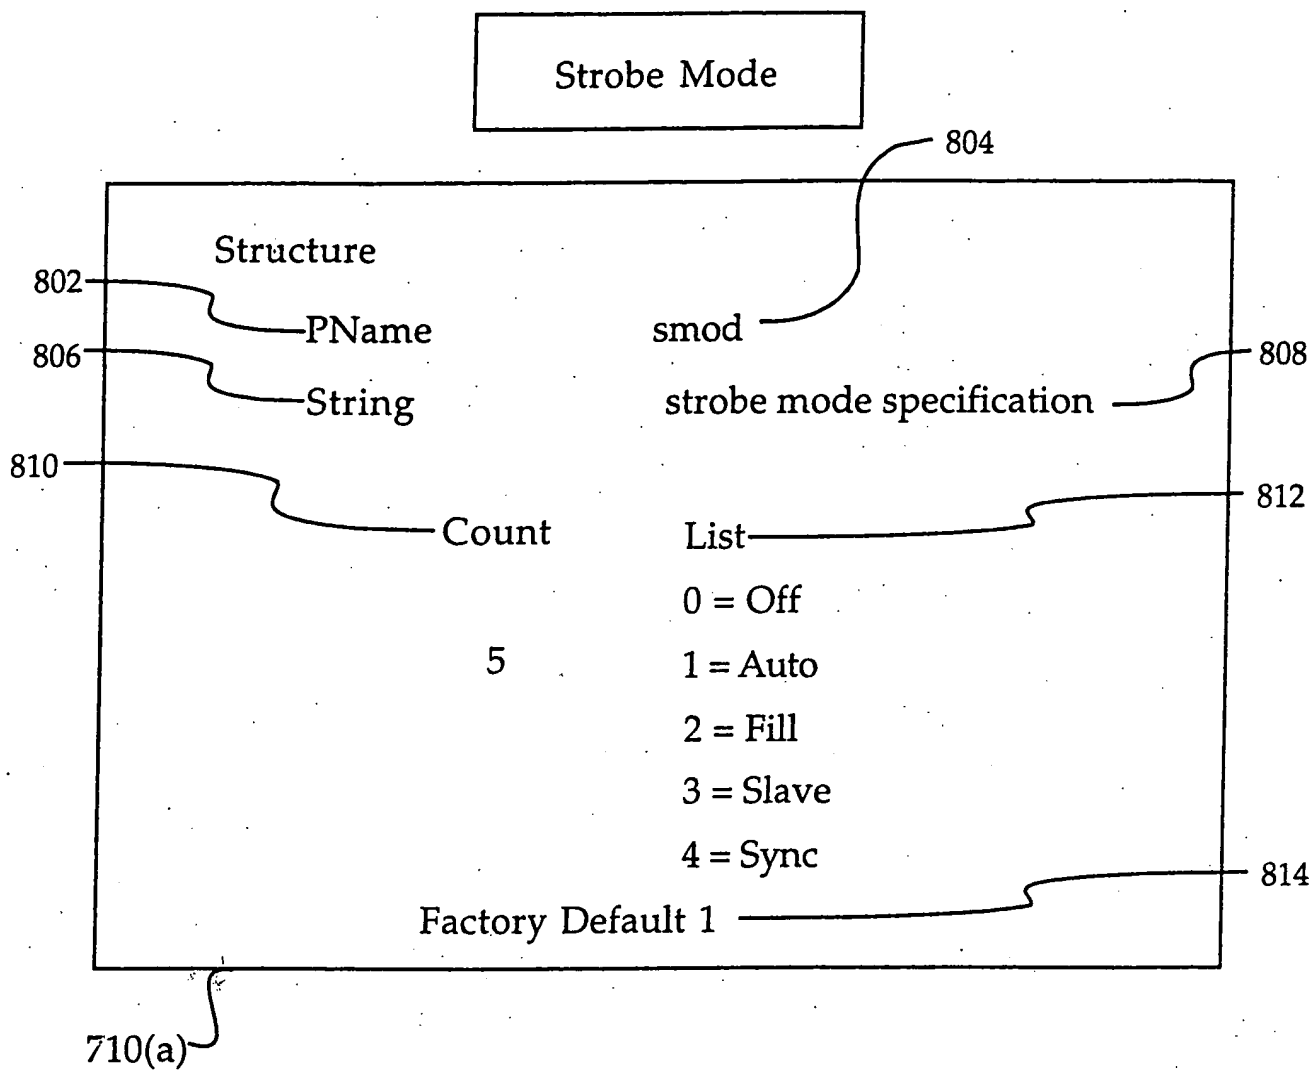 Strobe Mode
804
Structure
802
PName smod
806 808
String strobe mode specification
810 812
Count List
0 = Off
5 1 = Auto
2 = Fill
3 = Slave
4 = Sync
814
Factory Default 1
710(a)